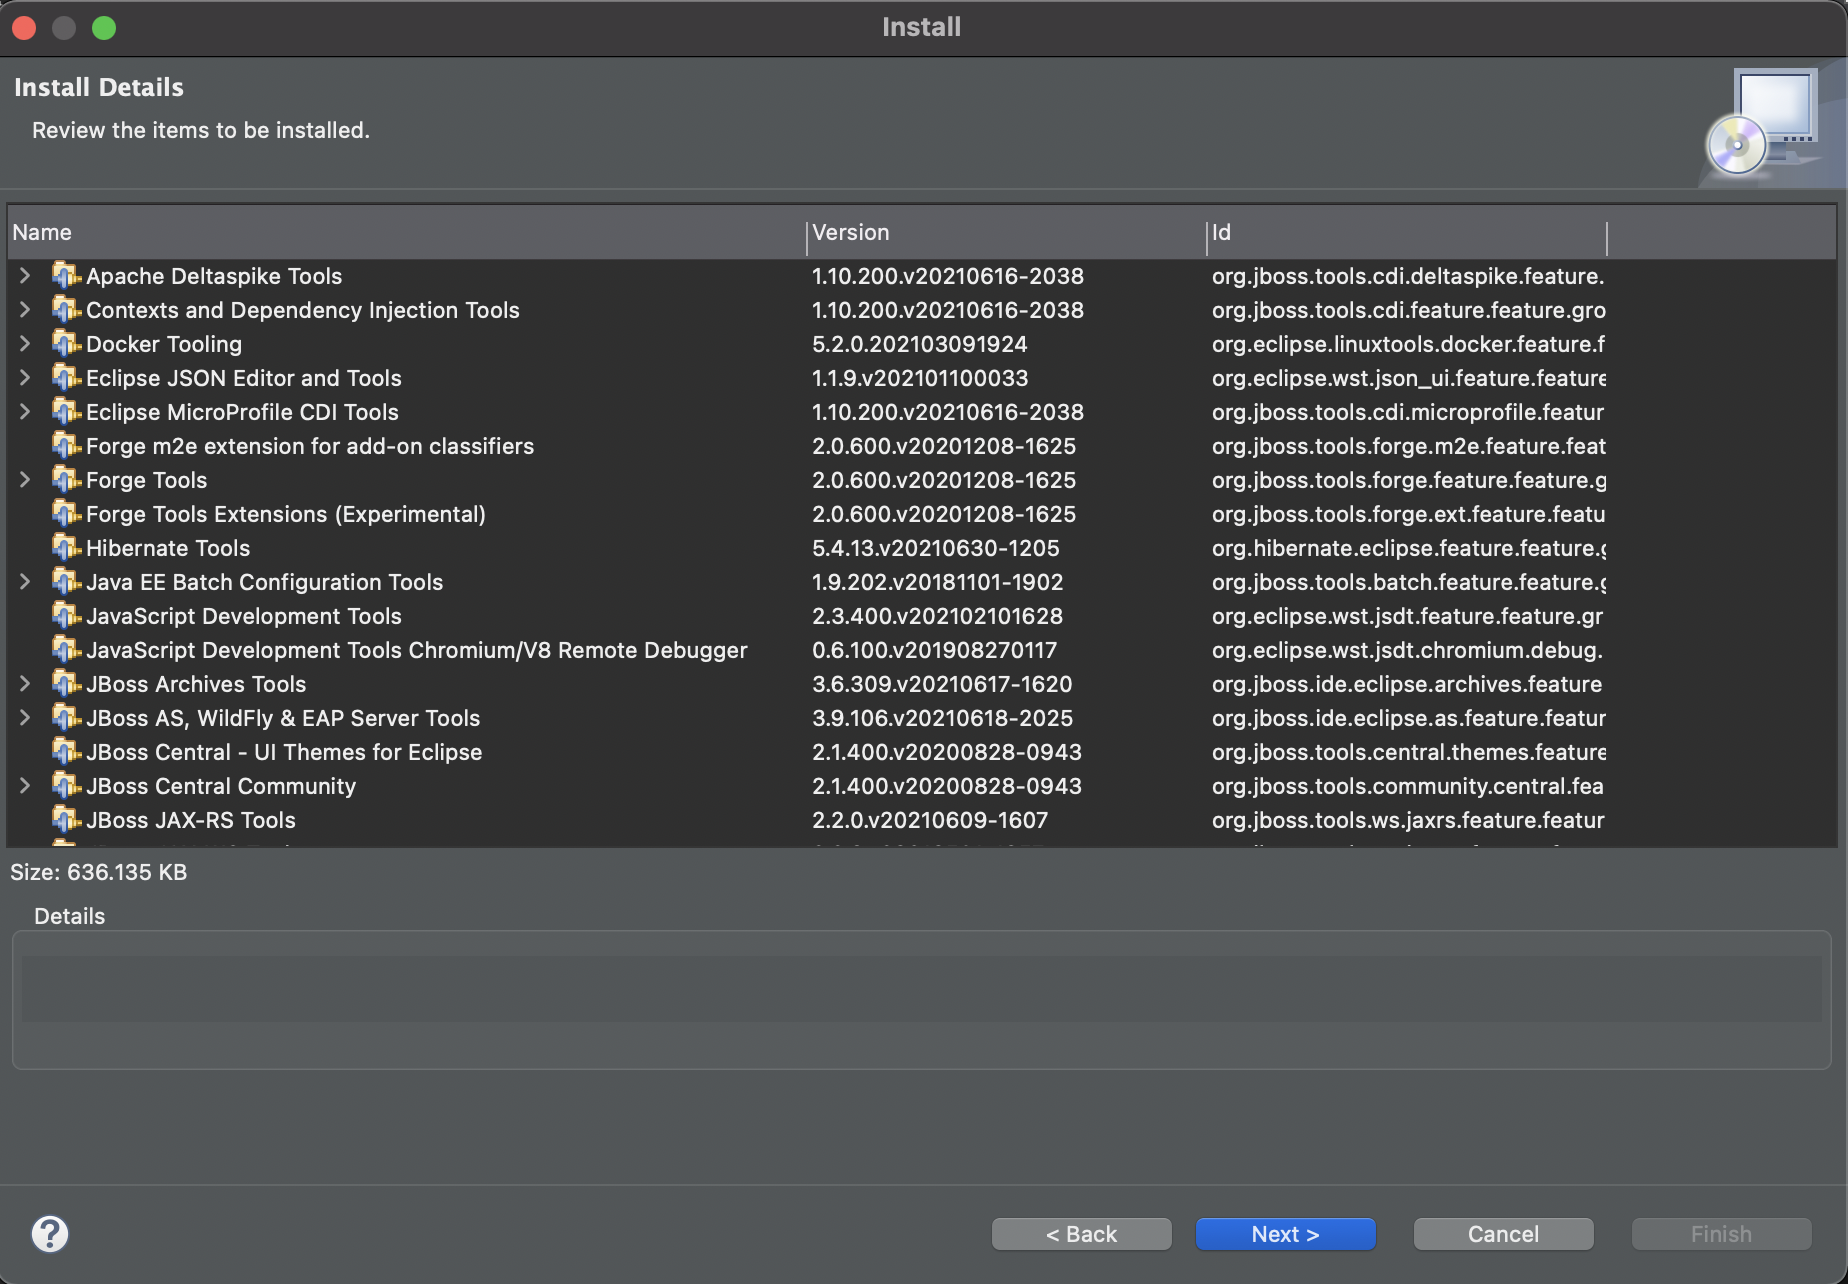 Install
Install Details
Review the items to be installed.
Name Version Id
Apache Deltaspike Tools 1.10.200.v20210616-2038 org.jboss.tools.cdi.deltaspike.feature.
Contexts and Dependency Injection Tools 1.10.200.v20210616-2038 org.jboss.tools.cdi.feature.feature.gro
Docker Tooling 5.2.0.202103091924 org.eclipse.linuxtools.docker.feature.f
Eclipse JSON Editor and Tools 1.1.9.v202101100033 org.eclipse.wst.json_ui.feature.feature
Eclipse MicroProfile CDI Tools 1.10.200.v20210616-2038 org.jboss.tools.cdi.microprofile.featur
Forge m2e extension for add-on classifiers 2.0.600.v20201208-1625 org.jboss.tools.forge.m2e.feature.feat
Forge Tools 2.0.600.v20201208-1625 org.jboss.tools.forge.feature.feature.g
Forge Tools Extensions (Experimental) 2.0.600.v20201208-1625 org.jboss.tools.forge.ext.feature.featu
Hibernate Tools 5.4.13.v20210630-1205 org.hibernate.eclipse.feature.feature.g
Java EE Batch Configuration Tools 1.9.202.v20181101-1902 org.jboss.tools.batch.feature.feature.g
JavaScript Development Tools 2.3.400.v202102101628 org.eclipse.wst.jsdt.feature.feature.gr
JavaScript Development Tools Chromium/V8 Remote Debugger 0.6.100.v201908270117 org.eclipse.wst.jsdt.chromium.debug.
JBoss Archives Tools 3.6.309.v20210617-1620 org.jboss.ide.eclipse.archives.feature
JBoss AS, WildFly & EAP Server Tools 3.9.106.v20210618-2025 org.jboss.ide.eclipse.as.feature.featur
JBoss Central - UI Themes for Eclipse 2.1.400.v20200828-0943 org.jboss.tools.central.themes.feature
JBoss Central Community 2.1.400.v20200828-0943 org.jboss.tools.community.central.fea
JBoss JAX-RS Tools 2.2.0.v20210609-1607 org.jboss.tools.ws.jaxrs.feature.featur
Size: 636.135 KB
Details
?
< Back Next > Cancel Finish